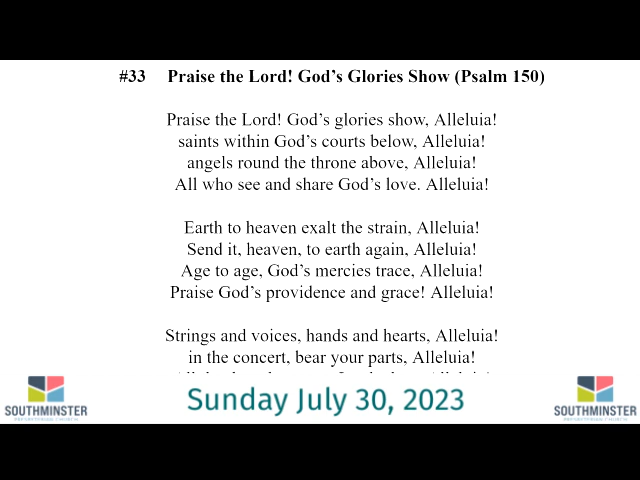 #33 Praise the Lord! God’s Glories Show (Psalm 150)
Praise the Lord! God’s glories show, Alleluia!
saints within God’s courts below, Alleluia!
angels round the throne above, Alleluia!
All who see and share God’s love. Alleluia!
Earth to heaven exalt the strain, Alleluia!
Send it, heaven, to earth again, Alleluia!
Age to age, God’s mercies trace, Alleluia!
Praise God’s providence and grace! Alleluia!
Strings and voices, hands and hearts, Alleluia!
in the concert, bear your parts, Alleluia!
Sunday July 30, 2023
SOUTHMINSTER
PRESBYTERIAN CHURCH
SOUTHMINSTER
PRESBYTERIAN CHURCH